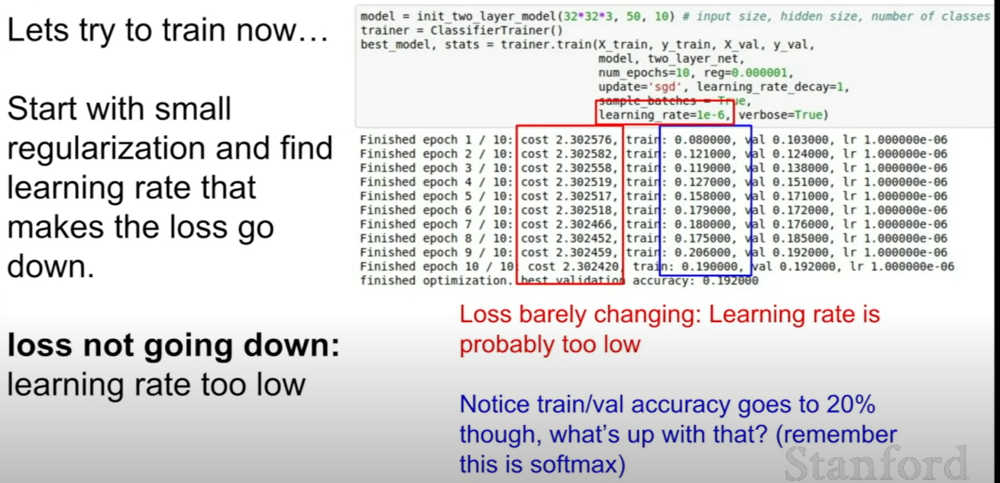 Lets try to train now…
Start with small
regularization and find
learning rate that
makes the loss go
down.
loss not going down:
learning rate too low
model = init_two_layer_model(32*32*3, 50, 10) # input size, hidden size, number of classes
trainer = ClassifierTrainer()
best_model, stats = trainer.train(X_train, y_train, X_val, y_val,
model, two_layer_net,
num_epochs=10, reg=0.000001,
update='sgd', learning_rate_decay=1,
sample_batches = True,
learning_rate=1e-6, verbose=True)
Finished epoch 1 / 10: cost 2.302576, train: 0.080000, val 0.103000, lr 1.000000e-06
Finished epoch 2 / 10: cost 2.302582, train: 0.121000, val 0.124000, lr 1.000000e-06
Finished epoch 3 / 10: cost 2.302558, train: 0.119000, val 0.138000, lr 1.000000e-06
Finished epoch 4 / 10: cost 2.302519, train: 0.127000, val 0.151000, lr 1.000000e-06
Finished epoch 5 / 10: cost 2.302517, train: 0.158000, val 0.171000, lr 1.000000e-06
Finished epoch 6 / 10: cost 2.302518, train: 0.179000, val 0.172000, lr 1.000000e-06
Finished epoch 7 / 10: cost 2.302466, train: 0.180000, val 0.176000, lr 1.000000e-06
Finished epoch 8 / 10: cost 2.302452, train: 0.175000, val 0.185000, lr 1.000000e-06
Finished epoch 9 / 10: cost 2.302459, train: 0.206000, val 0.192000, lr 1.000000e-06
Finished epoch 10 / 10: cost 2.302420, train: 0.190000, val 0.192000, lr 1.000000e-06
finished optimization. best validation accuracy: 0.192000
Loss barely changing: Learning rate is
probably too low
Notice train/val accuracy goes to 20%
though, what's up with that? (remember
this is softmax)
Stanford